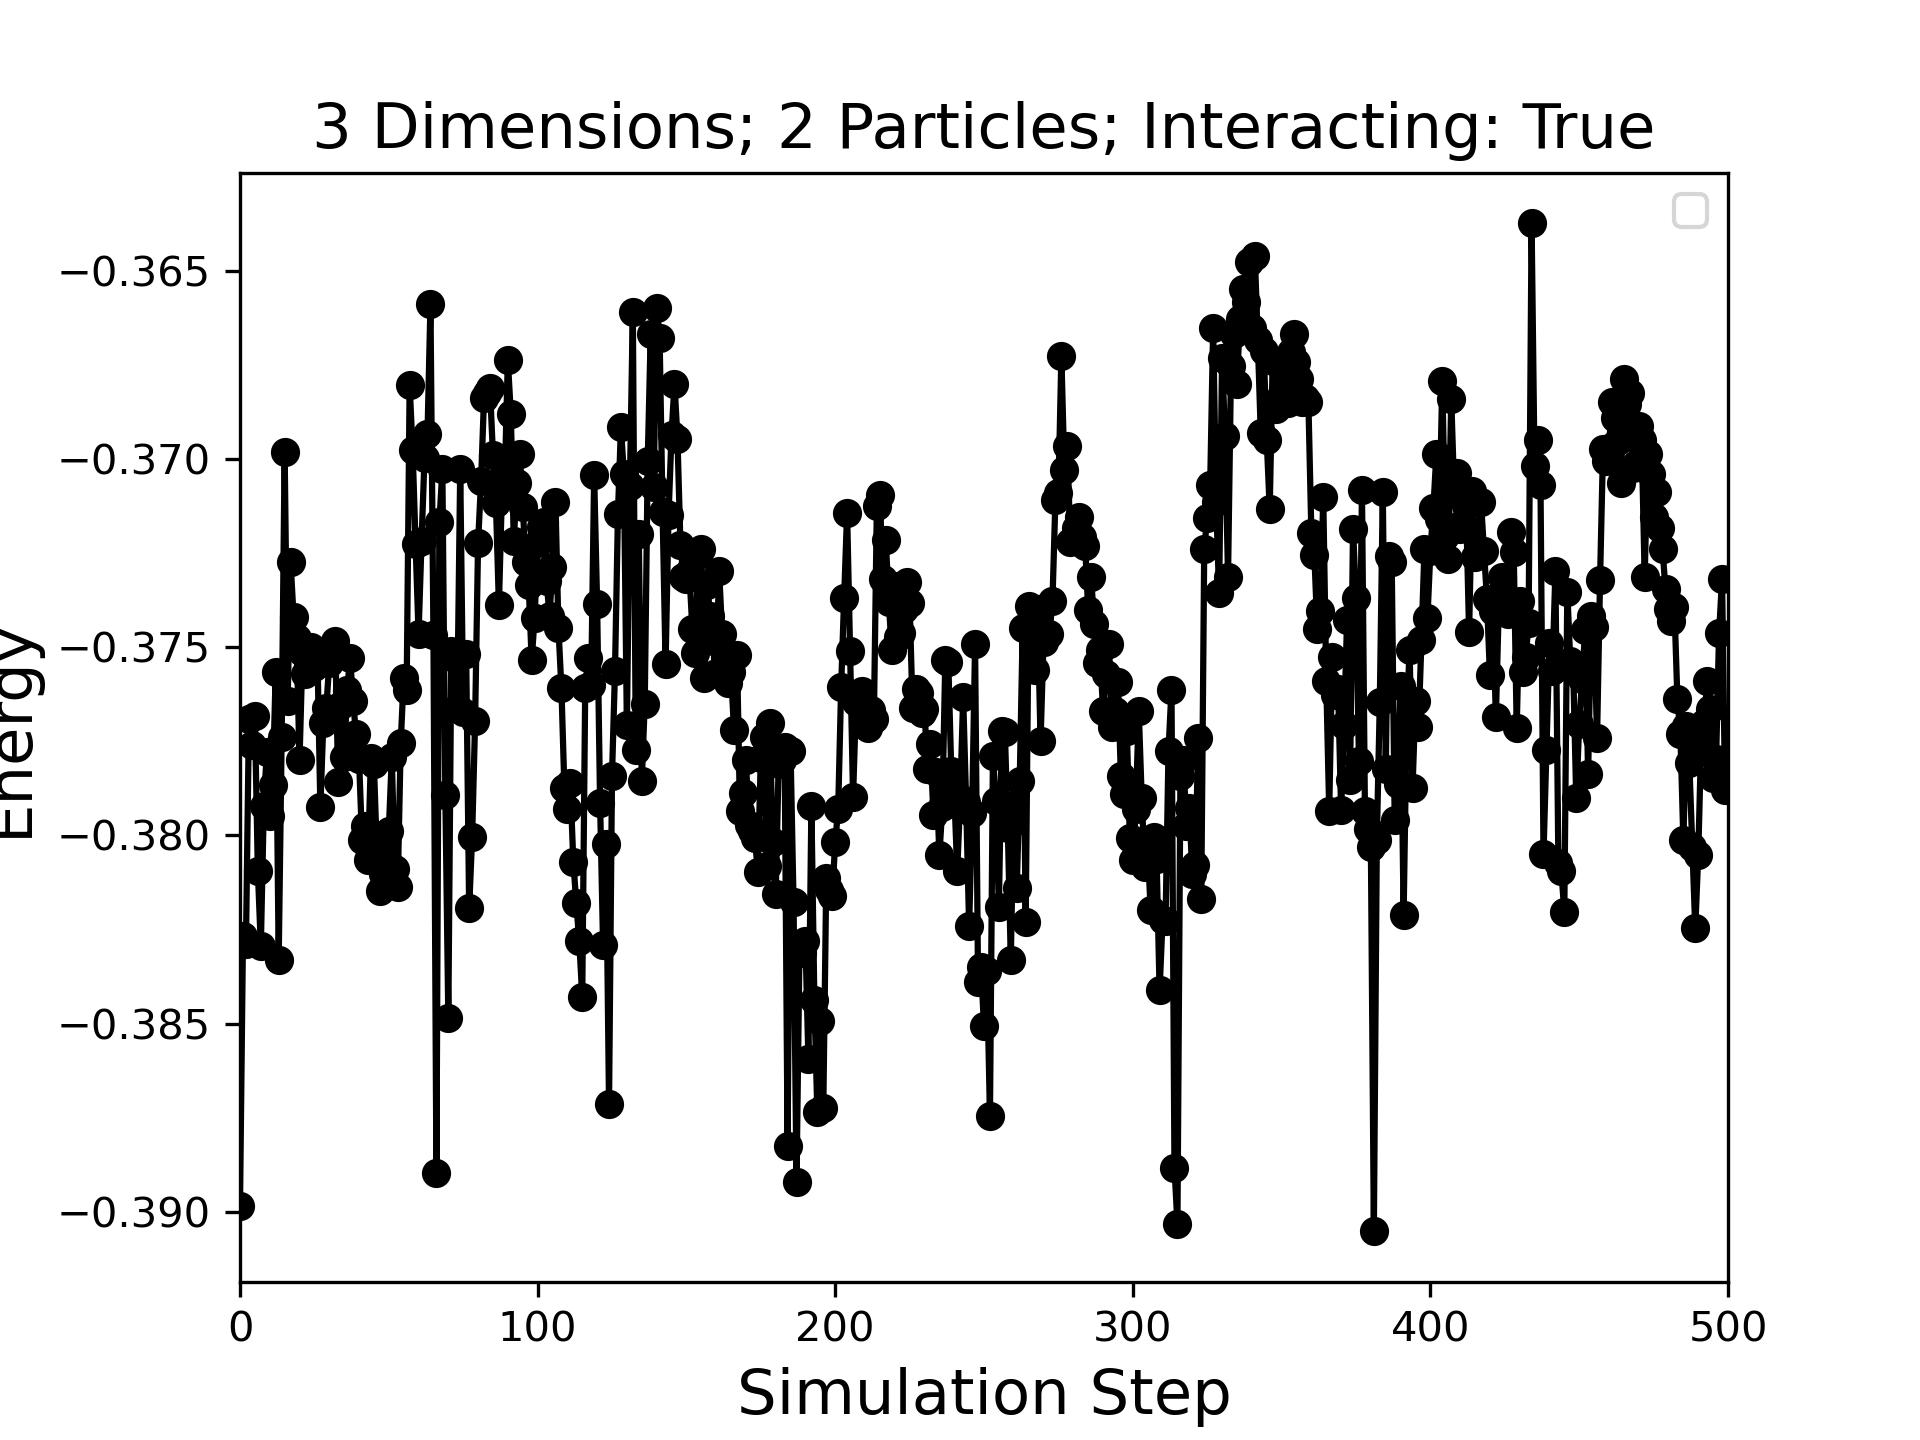 3 Dimensions; 2 Particles; Interacting: True
Energy
−0.365
−0.370
−0.375
−0.380
−0.385
−0.390
0 100 200 300 400 500
Simulation Step